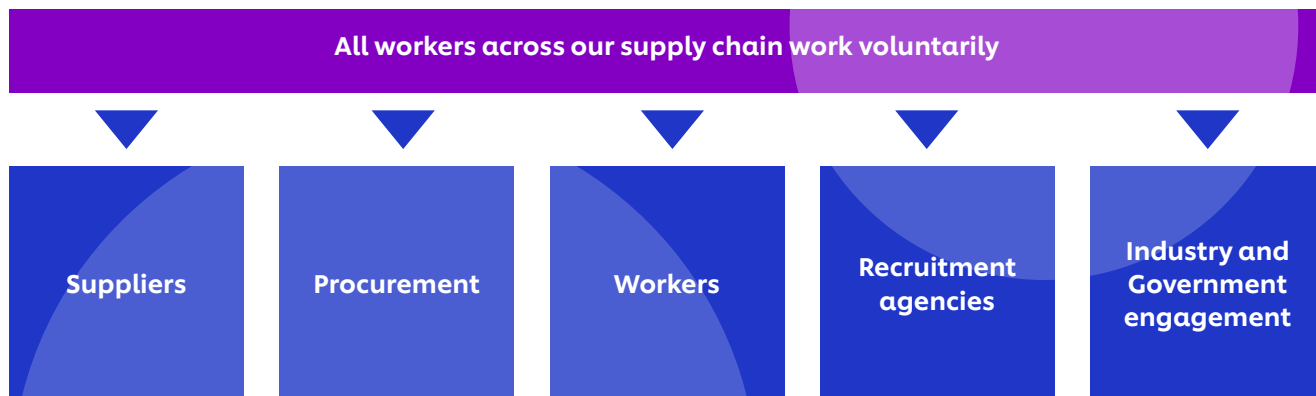 All workers across our supply chain work voluntarily
Suppliers
Procurement
Workers
Recruitment
agencies
Industry and
Government
engagement